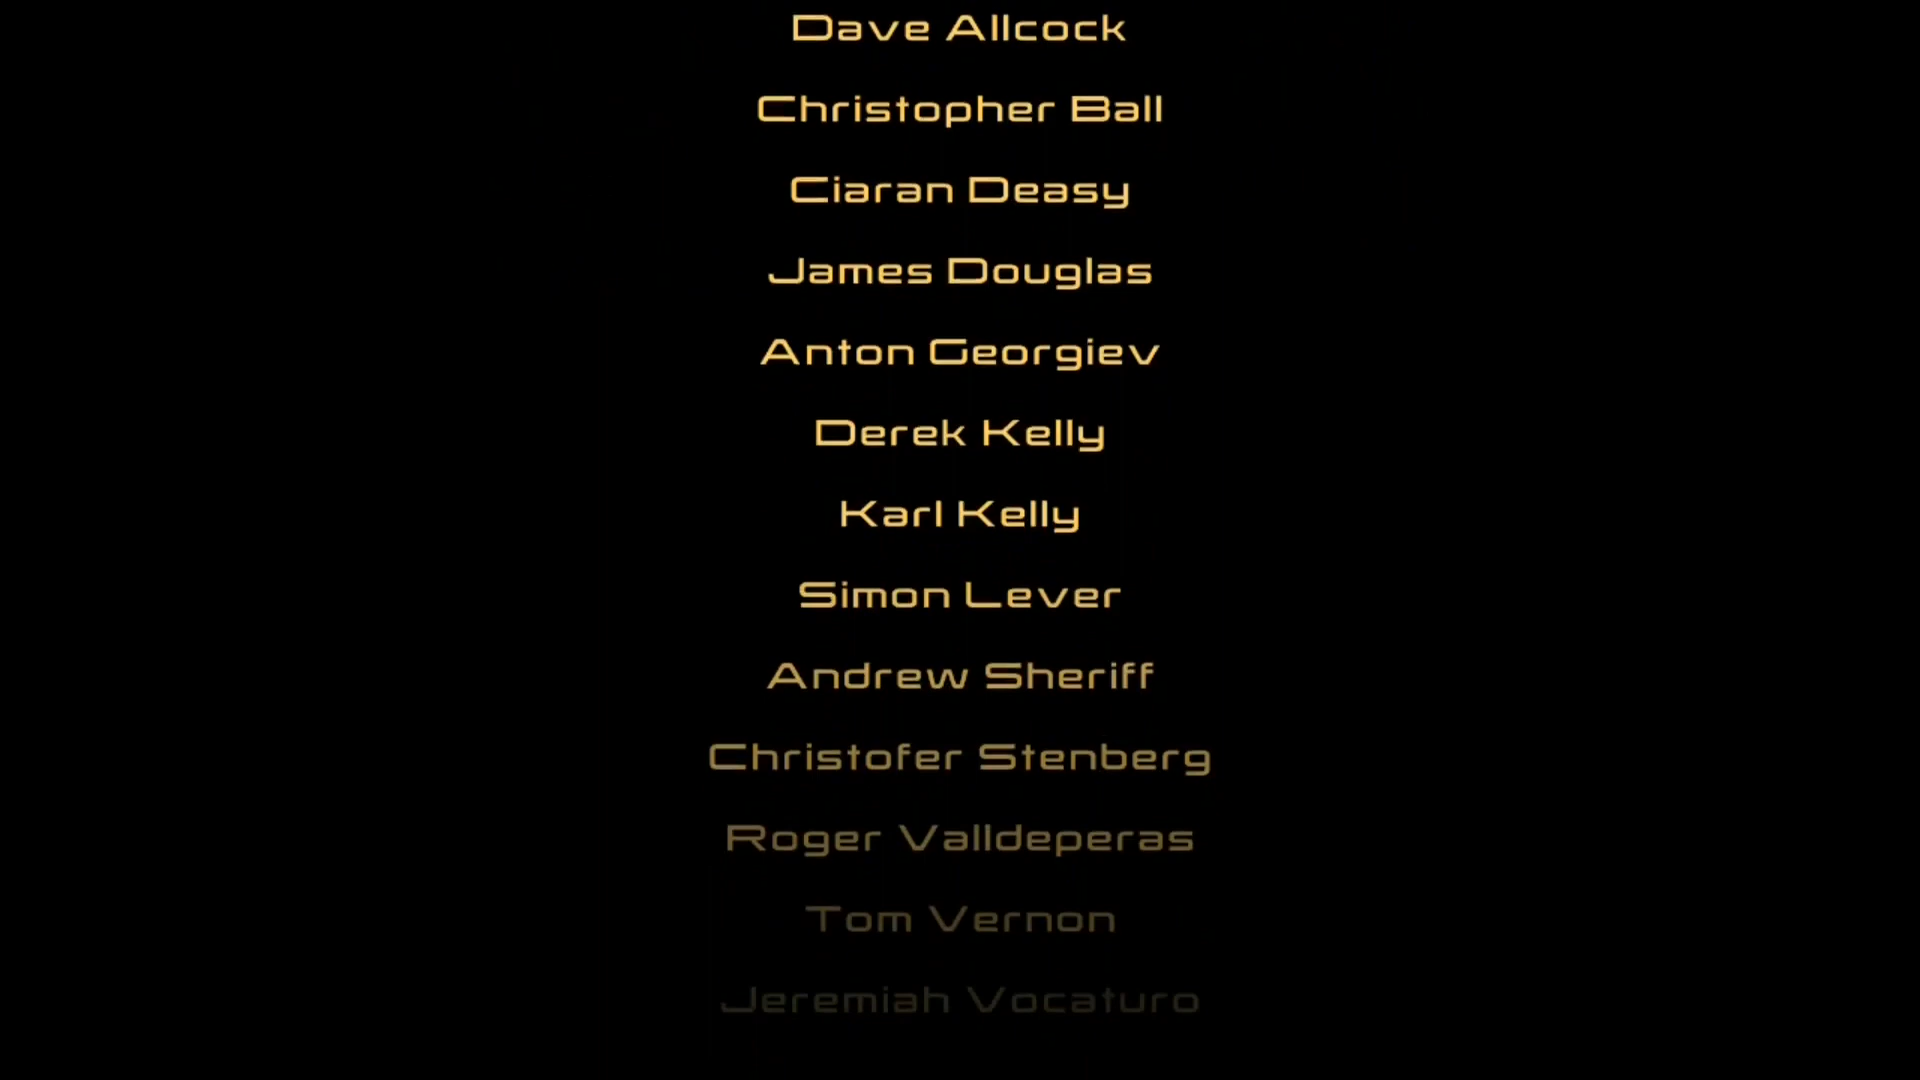 Dave Allcock
Christopher Ball
Ciaran Deasy
James Douglas
Anton Georgiev
Derek Kelly
Karl Kelly
Simon Lever
Andrew Sheriff
Christofer Stenberg
Roger Valldeperas
Tom Vernon
Jeremiah Vocaturo